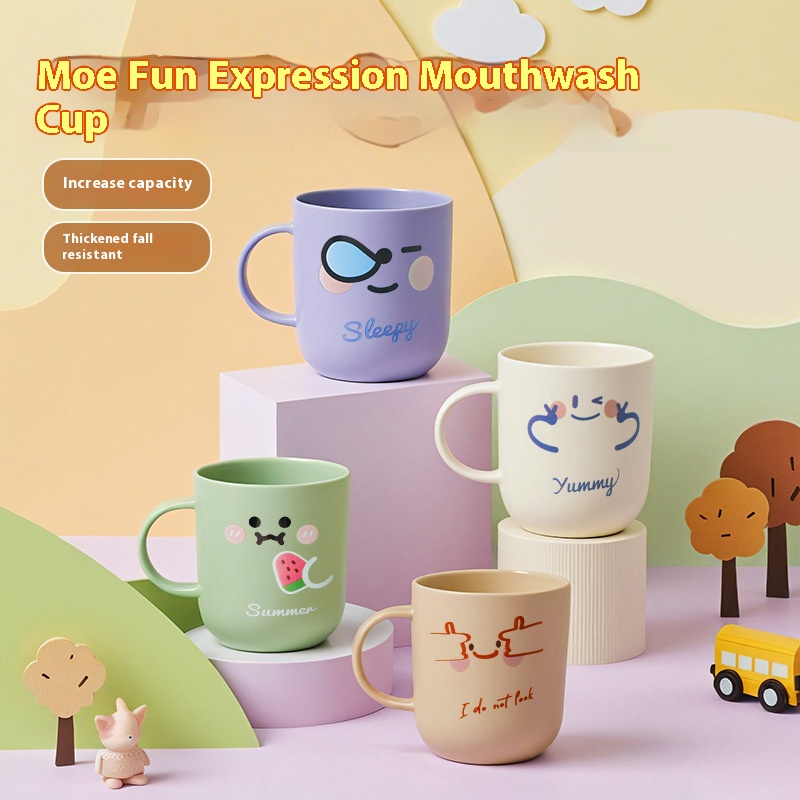 Moe Fun Expression Mouthwash
Cup
Increase capacity
Thickened fall
resistant
Sleepy
Yummy
Summer
I do not look